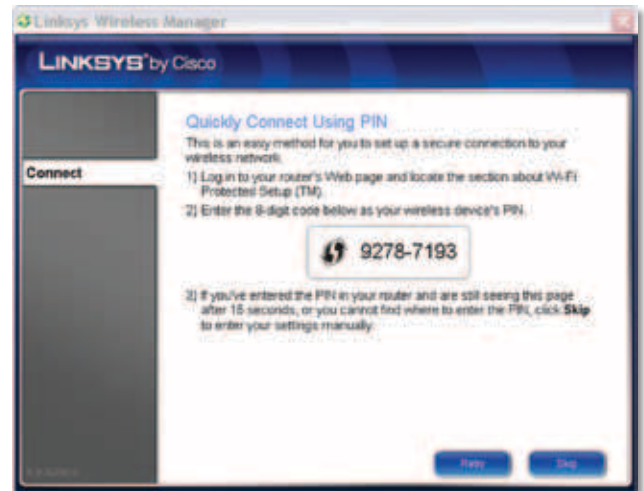 Linksys Wireless Manager
LINKSYS® by Cisco
Quickly Connect Using PIN
This is an easy method for you to set up a secure connection to your
wireless network.
Connect
1) Log in to your router's Web page and locate the section about Wi-Fi
Protected Setup (TM).
2) Enter the 8-digit code below as your wireless device's PIN.
9278-7193
3) If you've entered the PIN in your router and are still seeing this page
after 15 seconds, or you cannot find where to enter the PIN, click Skip
to enter your settings manually.
Retry Skip